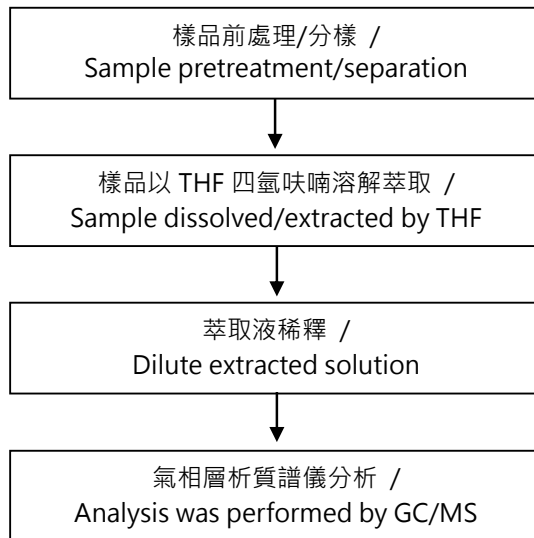 樣品前處理/分樣 /
Sample pretreatment/separation
樣品以 THF 四氫呋喃溶解萃取 /
Sample dissolved/extracted by THF
萃取液稀釋 /
Dilute extracted solution
氣相層析質譜儀分析 /
Analysis was performed by GC/MS